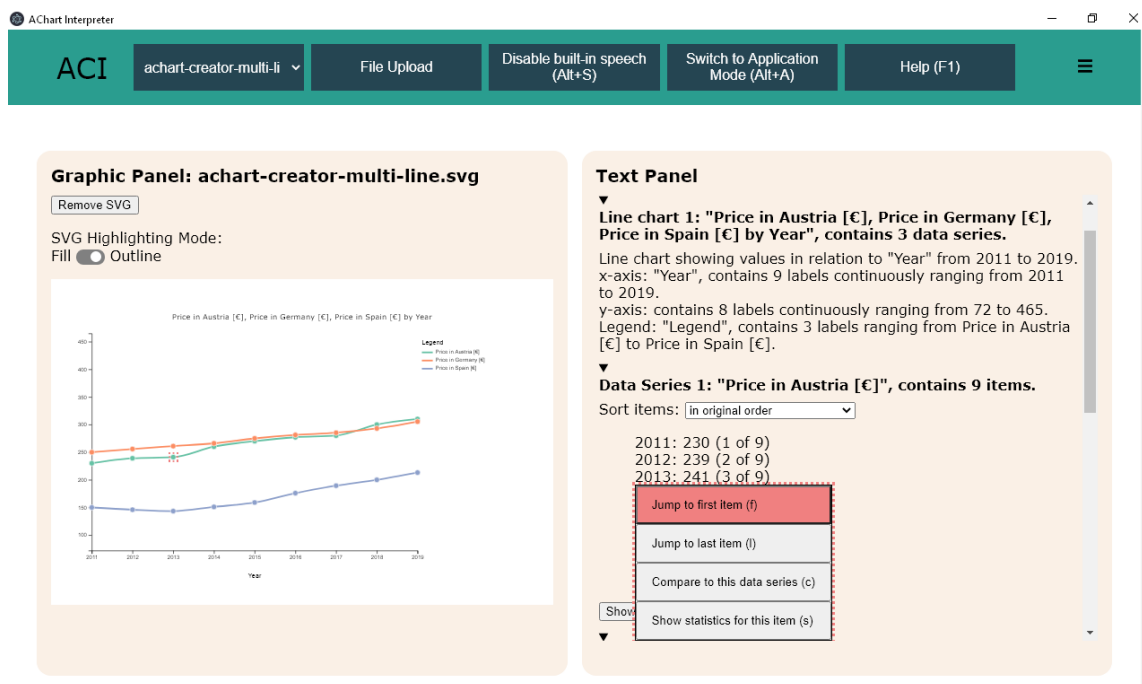 AChart Interpreter
ACI
achart-creator-multi-li
File Upload
Disable built-in speech
(Alt+S)
Switch to Application
Mode (Alt+A)
Help (F1)
Graphic Panel: achart-creator-multi-line.svg
Remove SVG
SVG Highlighting Mode:
Fill Outline
Price in Austria [€], Price in Germany [€], Price in Spain [€] by Year
Legend
Price in Austria [€]
Price in Germany [€]
Price in Spain [€]
450
400
350
300
250
200
150
100
2011 2012 2013 2014 2015 2016 2017 2018 2019
Year
Text Panel
Line chart 1: "Price in Austria [€], Price in Germany [€],
Price in Spain [€] by Year", contains 3 data series.
Line chart showing values in relation to "Year" from 2011 to 2019.
x-axis: "Year", contains 9 labels continuously ranging from 2011
to 2019.
y-axis: contains 8 labels continuously ranging from 72 to 465.
Legend: "Legend", contains 3 labels ranging from Price in Austria
[€] to Price in Spain [€].
Data Series 1: "Price in Austria [€]", contains 9 items.
Sort items: in original order
2011: 230 (1 of 9)
2012: 239 (2 of 9)
2013: 241 (3 of 9)
Jump to first item (f)
Jump to last item (l)
Compare to this data series (c)
Show
Show statistics for this item (s)